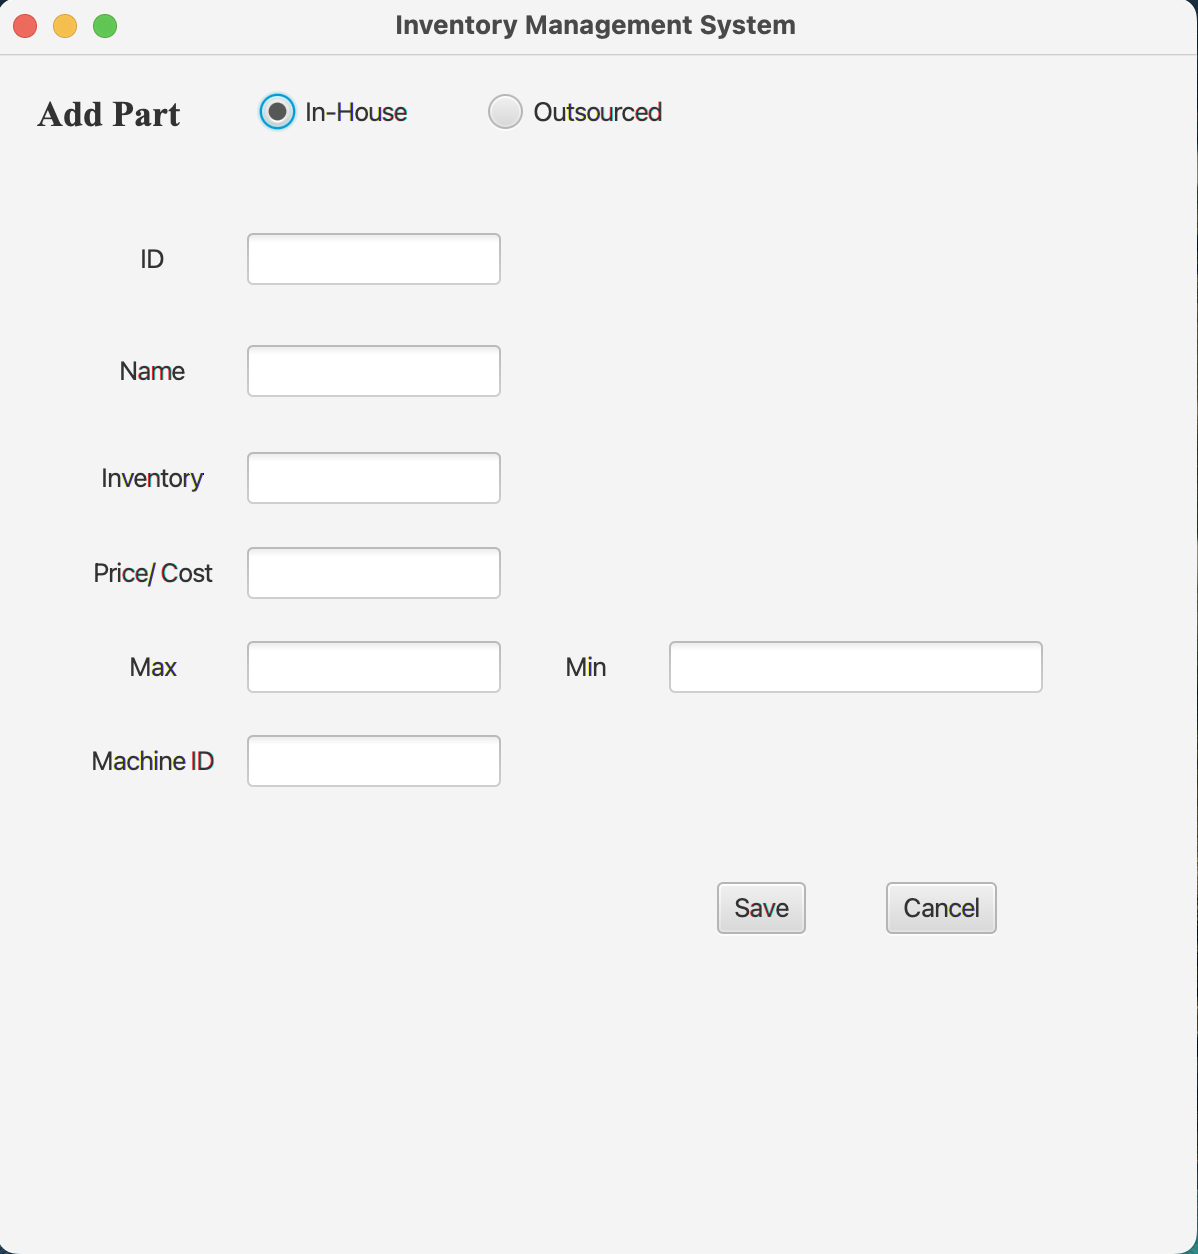 Inventory Management System
Add Part In-House Outsourced
ID
Name
Inventory
Price/ Cost
Max Min
Machine ID
Save Cancel